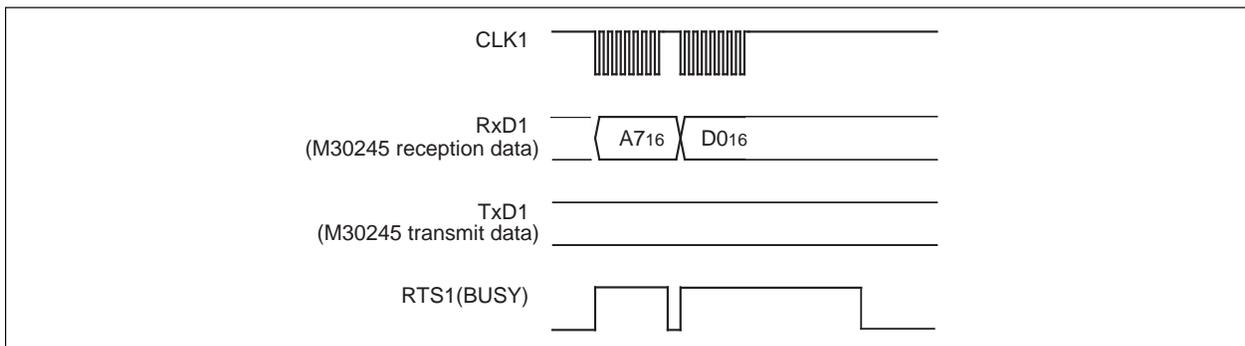 CLK1
RxD1
(M30245 reception data)
A716
D016
TxD1
(M30245 transmit data)
RTS1(BUSY)